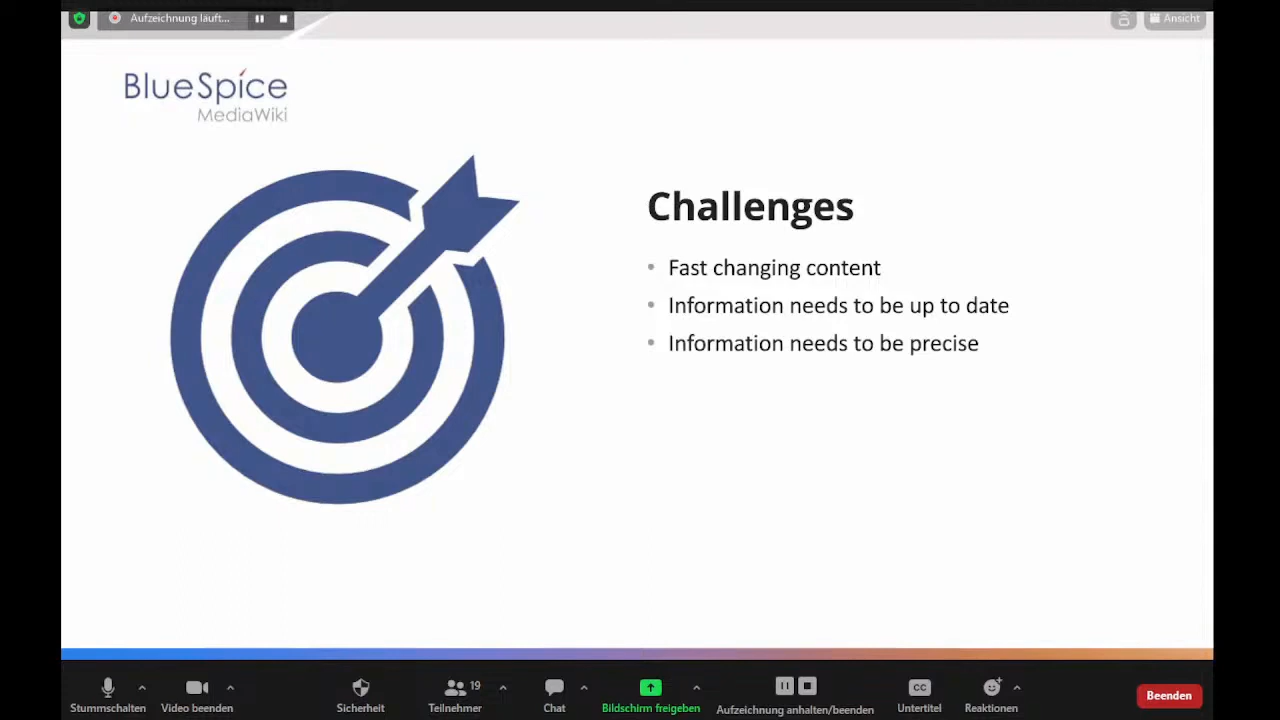 Aufzeichnung läuft...
Ansicht
BlueSpice
MediaWiki
Challenges
• Fast changing content
• Information needs to be up to date
• Information needs to be precise
Stummschalten
Video beenden
Sicherheit
19
Teilnehmer
Chat
Bildschirm freigeben
Aufzeichnung anhalten/beenden
CC
Untertitel
Reaktionen
Beenden